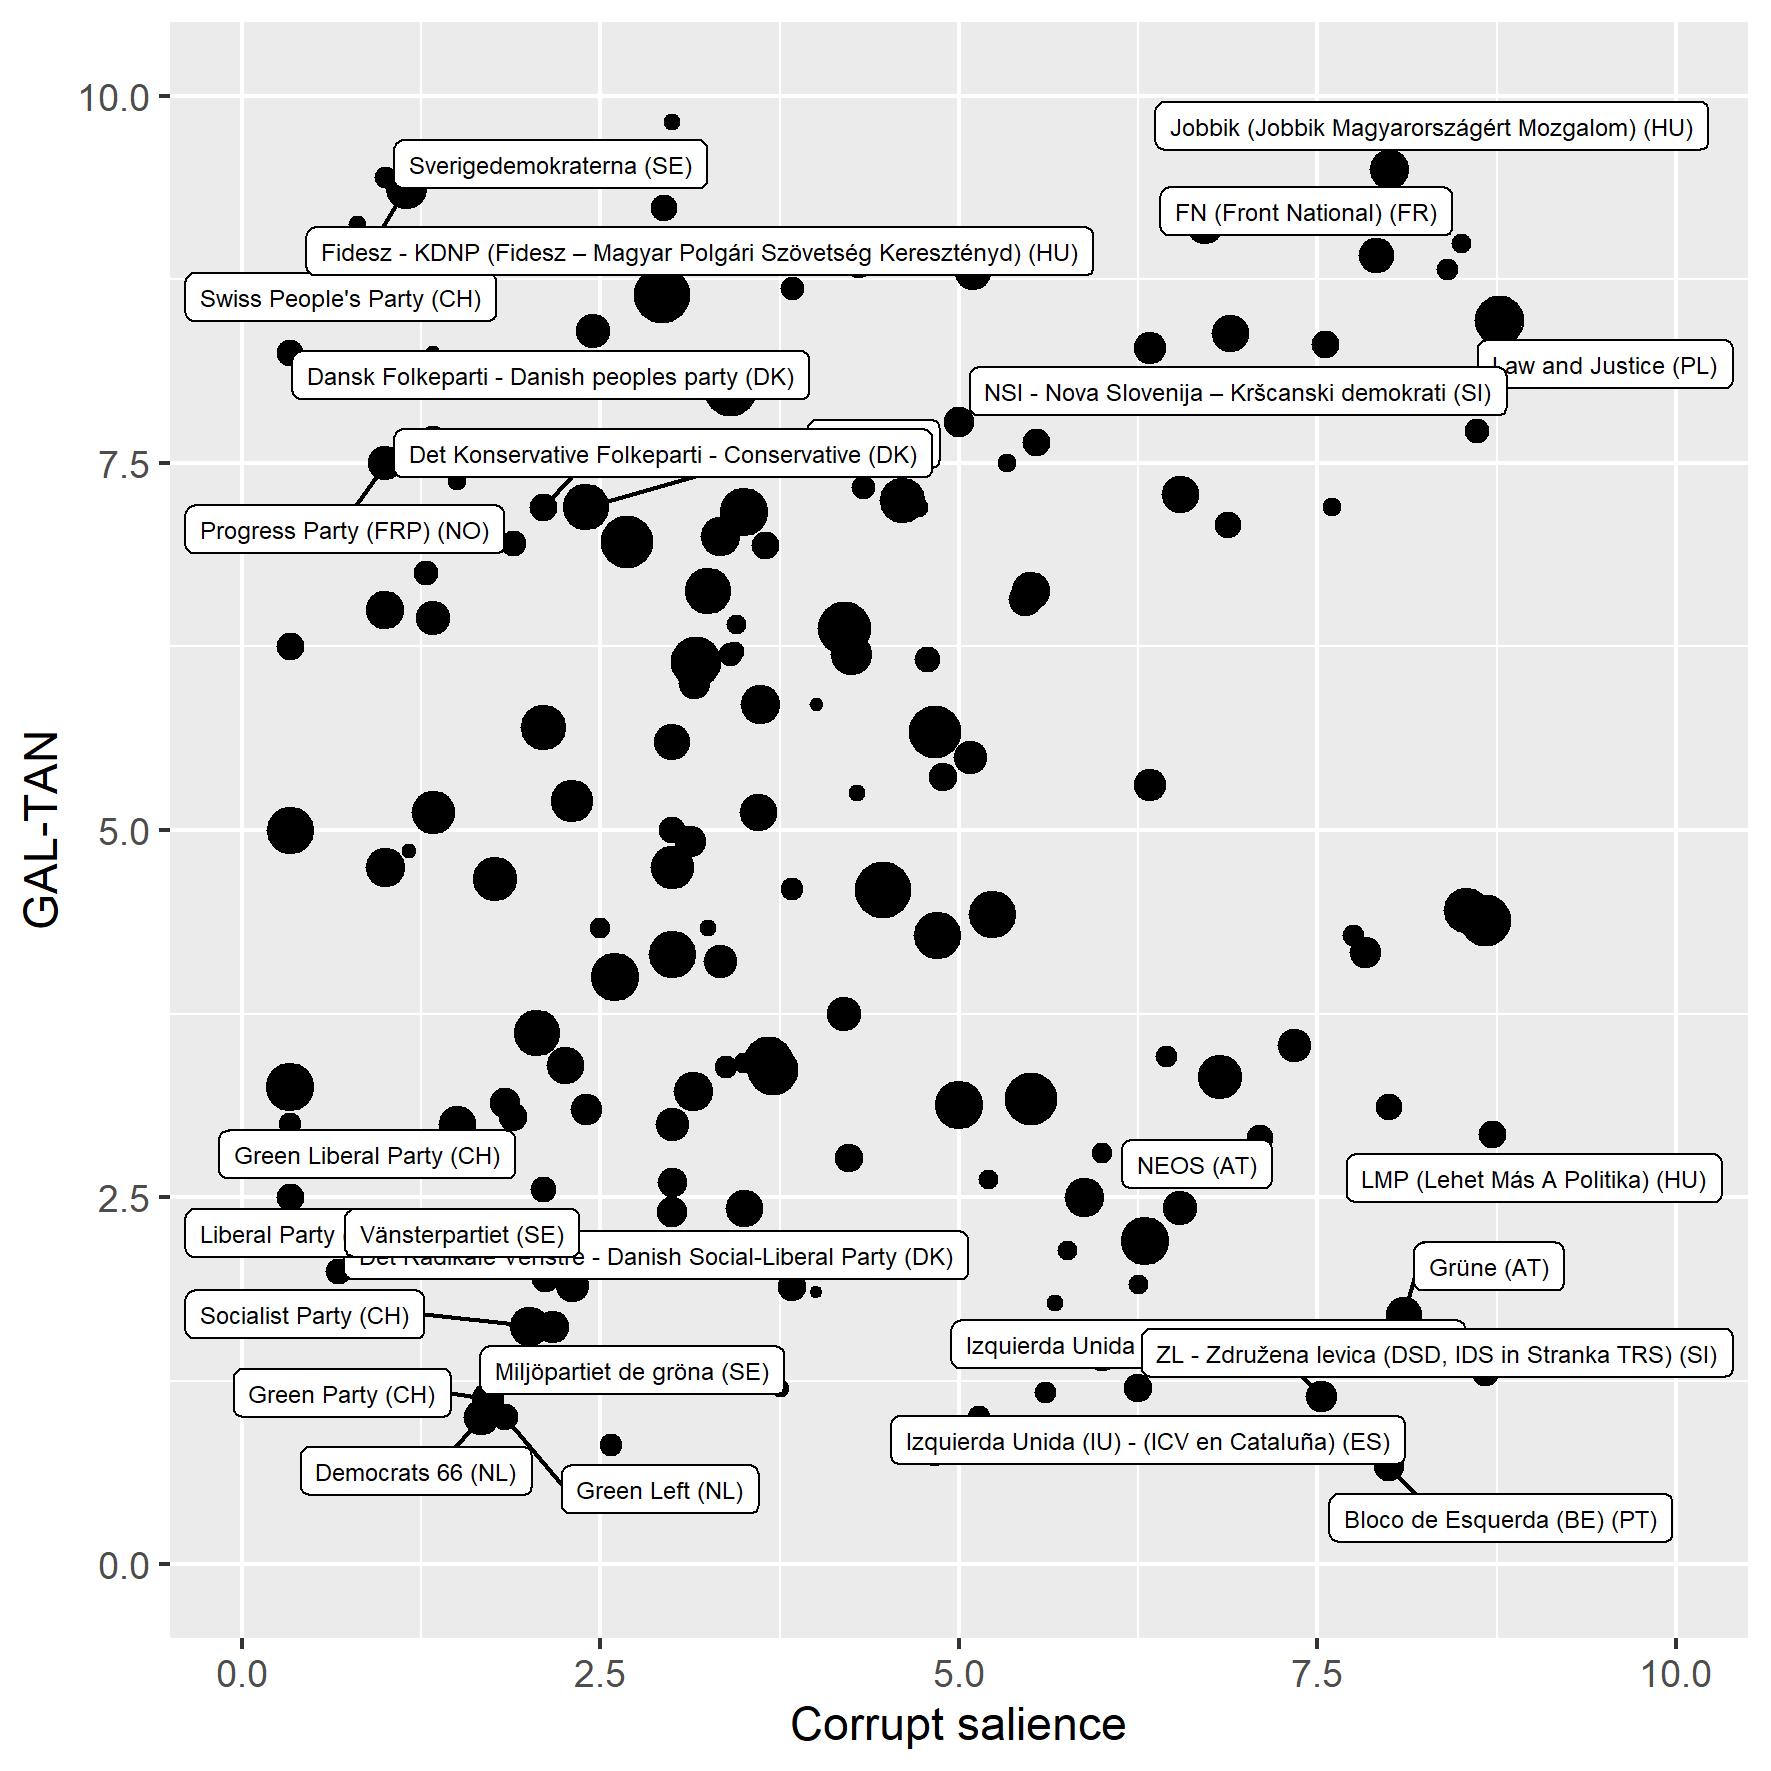 10.0
7.5
5.0
2.5
0.0
GAL-TAN
Jobbik (Jobbik Magyarországért Mozgalom) (HU)
Sverigedemokraterna (SE)
FN (Front National) (FR)
Fidesz - KDNP (Fidesz – Magyar Polgári Szövetség Keresztényd) (HU)
Swiss People's Party (CH)
Law and Justice (PL)
Dansk Folkeparti - Danish peoples party (DK)
NSI - Nova Slovenija – Kršcanski demokrati (SI)
Det Konservative Folkeparti - Conservative (DK)
Progress Party (FRP) (NO)
Green Liberal Party (CH)
NEOS (AT)
LMP (Lehet Más A Politika) (HU)
Liberal Party
Vänsterpartiet (SE)
Det Radikale Venstre - Danish Social-Liberal Party (DK)
Grüne (AT)
Socialist Party (CH)
Izquierda Unida
ZL - Združena levica (DSD, IDS in Stranka TRS) (SI)
Miljöpartiet de gröna (SE)
Green Party (CH)
Izquierda Unida (IU) - (ICV en Cataluña) (ES)
Democrats 66 (NL)
Green Left (NL)
Bloco de Esquerda (BE) (PT)
0.0 2.5 5.0 7.5 10.0
Corrupt salience